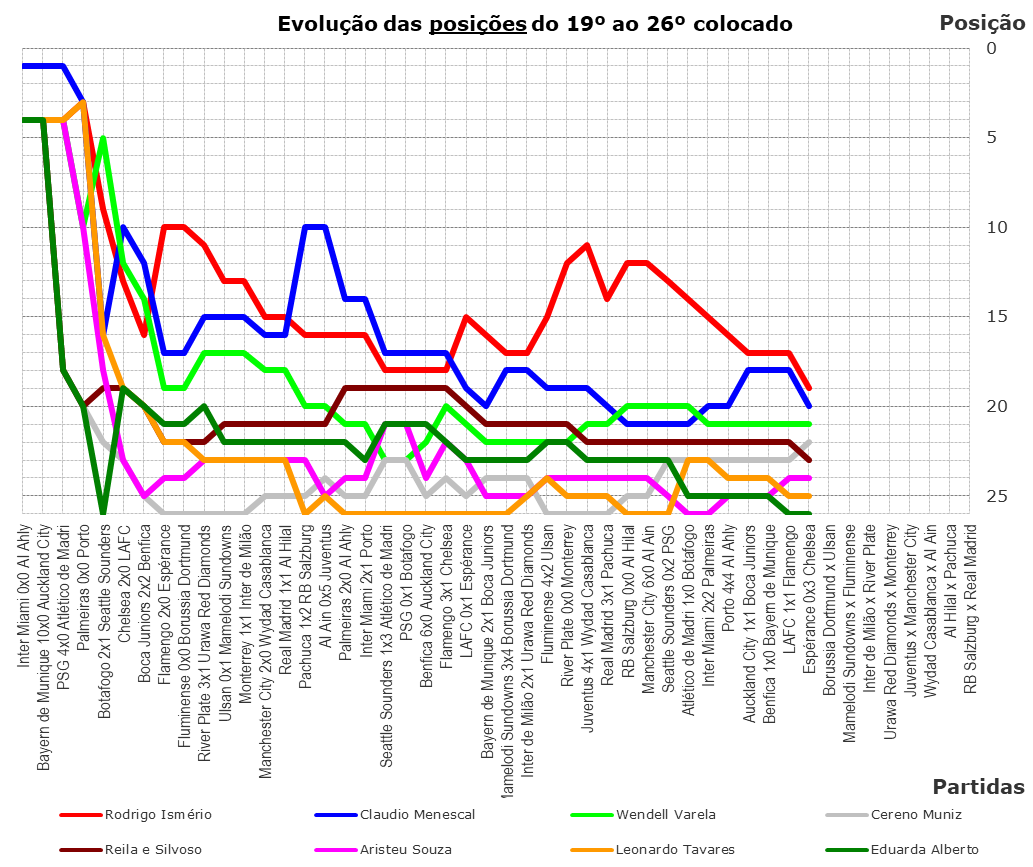 Evolução das posições do 19º ao 26º colocado
Posição
0
5
10
15
20
25
Inter Miami 0x0 Al Ahly
Bayern de Munique 10x0 Auckland City
PSG 4x0 Atlético de Madri
Palmeiras 0x0 Porto
Botafogo 2x1 Seattle Sounders
Chelsea 2x0 LAFC
Boca Juniors 2x2 Benfica
Flamengo 2x0 Espérance
Fluminense 0x0 Borussia Dortmund
River Plate 3x1 Urawa Red Diamonds
Ulsan 0x1 Mamelodi Sundowns
Monterrey 1x1 Inter de Milão
Manchester City 2x0 Wydad Casablanca
Real Madrid 1x1 Al Hilal
Pachuca 1x2 RB Salzburg
Al Ain 0x5 Juventus
Palmeiras 2x0 Al Ahly
Inter Miami 2x1 Porto
Seattle Sounders 1x3 Atlético de Madri
PSG 0x1 Botafogo
Benfica 6x0 Auckland City
Flamengo 3x1 Chelsea
LAFC 0x1 Espérance
Bayern de Munique 2x1 Boca Juniors
Mamelodi Sundowns 3x4 Borussia Dortmund
Inter de Milão 2x1 Urawa Red Diamonds
Fluminense 4x2 Ulsan
River Plate 0x0 Monterrey
Juventus 4x1 Wydad Casablanca
Real Madrid 3x1 Pachuca
RB Salzburg 0x0 Al Hilal
Manchester City 6x0 Al Ain
Seattle Sounders 0x2 PSG
Atlético de Madri 1x0 Botafogo
Inter Miami 2x2 Palmeiras
Porto 4x4 Al Ahly
Auckland City 1x1 Boca Juniors
Benfica 1x0 Bayern de Munique
LAFC 1x1 Flamengo
Espérance 0x3 Chelsea
Borussia Dortmund x Ulsan
Mamelodi Sundowns x Fluminense
Inter de Milão x River Plate
Urawa Red Diamonds x Monterrey
Juventus x Manchester City
Wydad Casablanca x Al Ain
Al Hilal x Pachuca
RB Salzburg x Real Madrid
Partidas
Rodrigo Ismério
Claudio Menescal
Wendell Varela
Cereno Muniz
Reila e Silvoso
Aristeu Souza
Leonardo Tavares
Eduarda Alberto